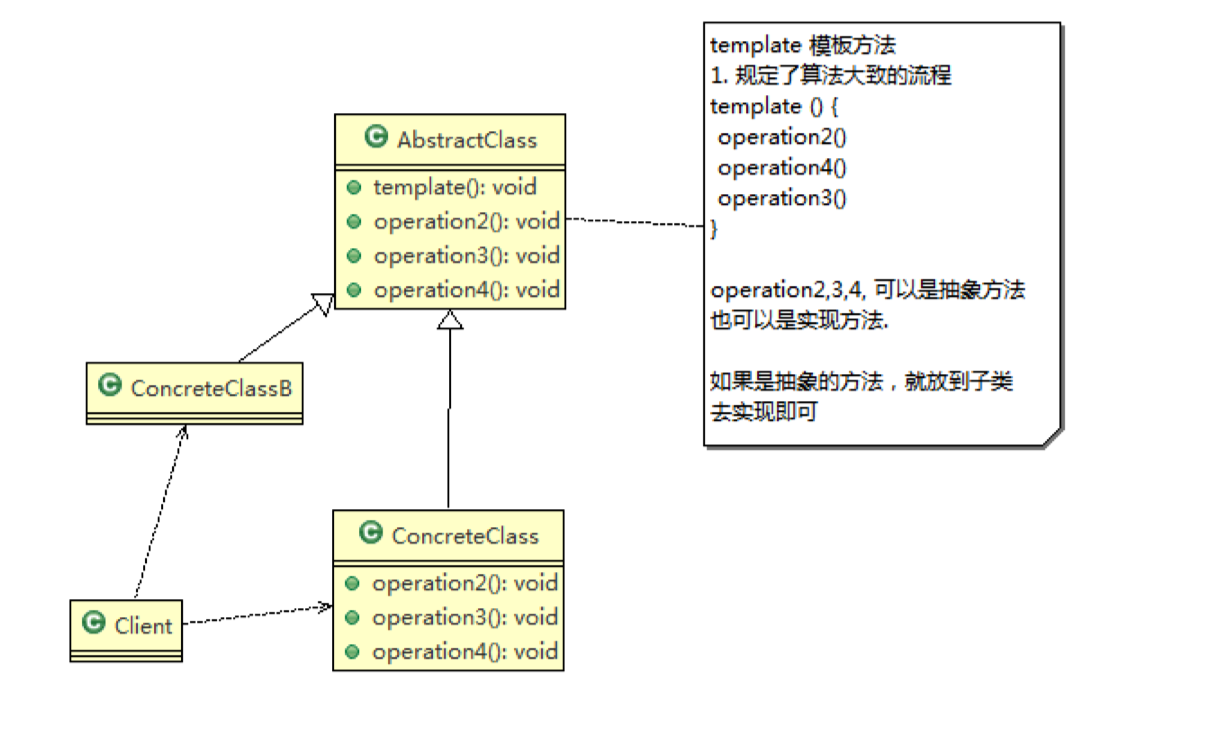 template 模板方法
1. 规定了算法大致的流程
template () {
operation2()
operation4()
operation3()
}
operation2,3,4, 可以是抽象方法
也可以是实现方法.
如果是抽象的方法，就放到子类
去实现即可
C AbstractClass
template(): void
operation2(): void
operation3(): void
operation4(): void
C ConcreteClassB
C ConcreteClass
operation2(): void
operation3(): void
operation4(): void
C Client